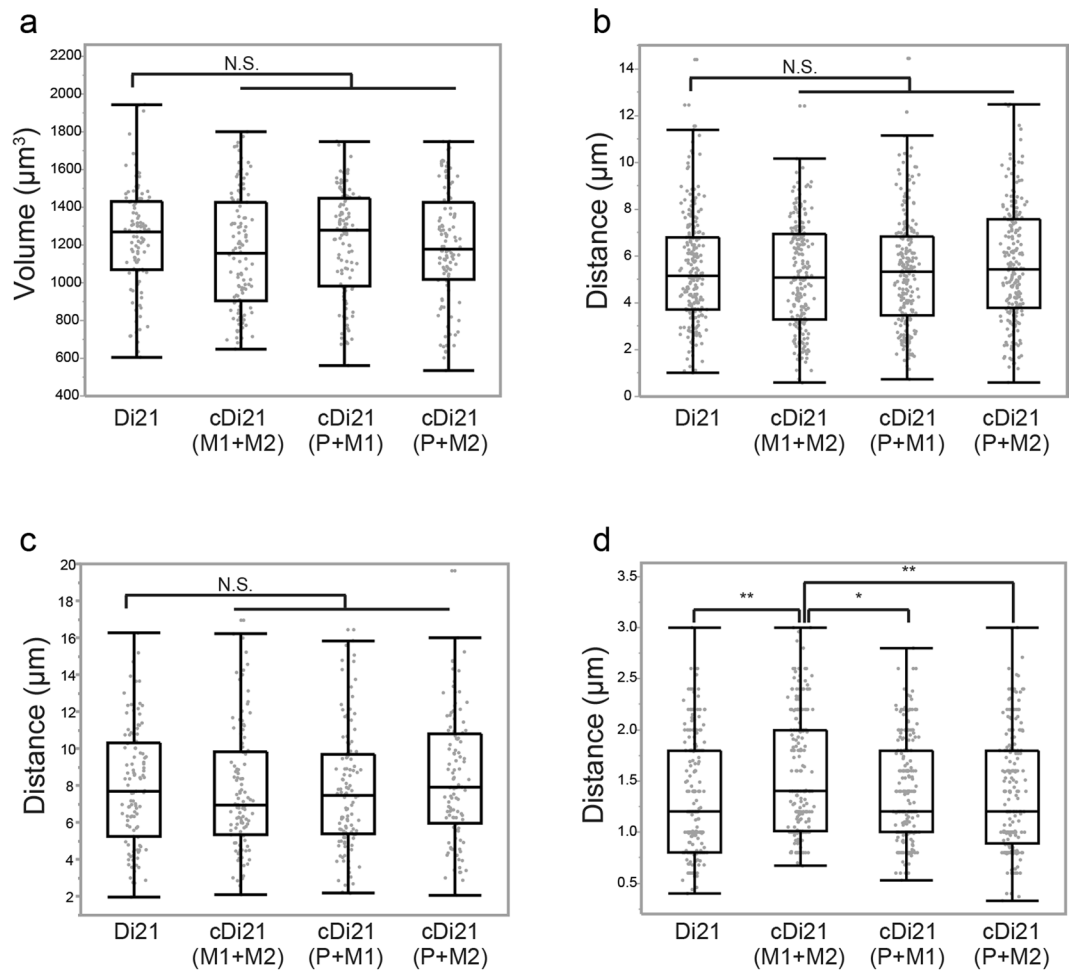 a
N.S.
Volume (µm³)
2200
2000
1800
1600
1400
1200
1000
800
600
400
Di21
cDi21
(M1+M2)
cDi21
(P+M1)
cDi21
(P+M2)
b
N.S.
Distance (µm)
14
12
10
8
6
4
2
0
Di21
cDi21
(M1+M2)
cDi21
(P+M1)
cDi21
(P+M2)
c
N.S.
Distance (µm)
20
18
16
14
12
10
8
6
4
2
Di21
cDi21
(M1+M2)
cDi21
(P+M1)
cDi21
(P+M2)
d
**
**
*
Distance (µm)
3.5
3.0
2.5
2.0
1.5
1.0
0.5
Di21
cDi21
(M1+M2)
cDi21
(P+M1)
cDi21
(P+M2)